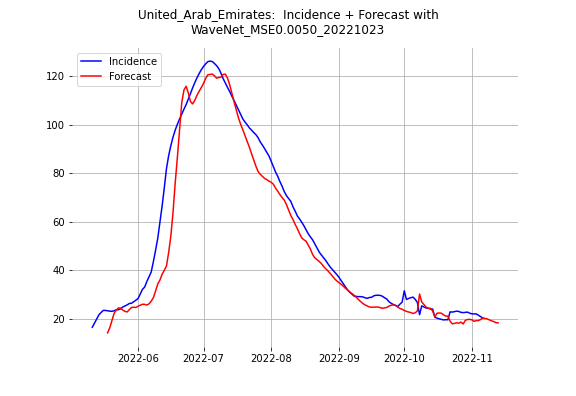 United_Arab_Emirates:  Incidence + Forecast with
WaveNet_MSE0.0050_20221023
Incidence
Forecast
120
100
80
60
40
20
2022-06 2022-07 2022-08 2022-09 2022-10 2022-11